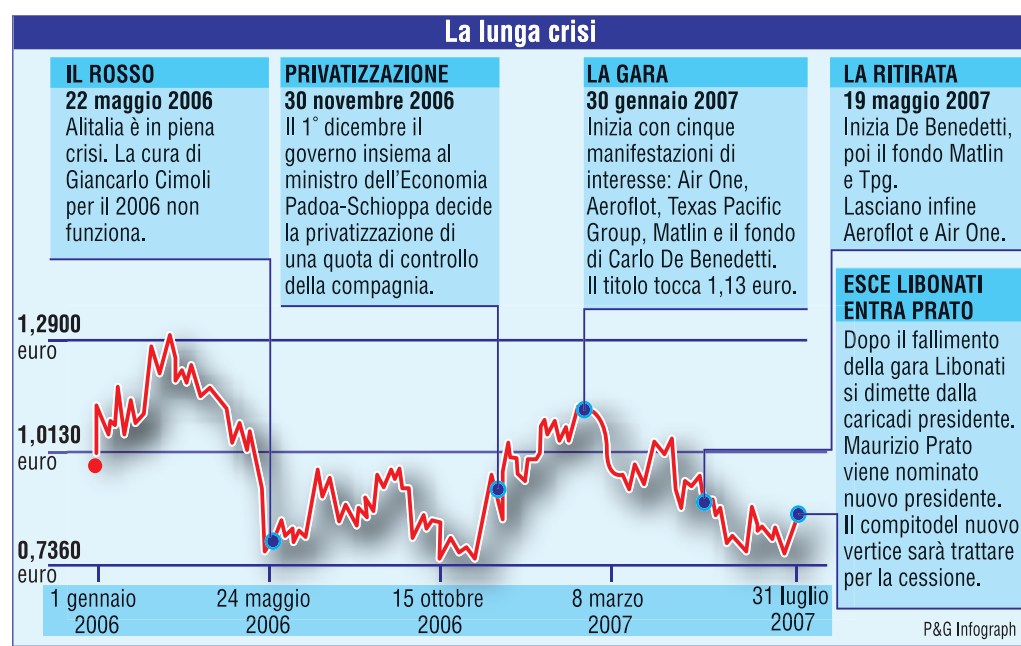 La lunga crisi
IL ROSSO
22 maggio 2006
Alitalia è in piena
crisi. La cura di
Giancarlo Cimoli
per il 2006 non
funziona.
PRIVATIZZAZIONE
30 novembre 2006
Il 1° dicembre il
governo insiema al
ministro dell'Economia
Padoa-Schioppa decide
la privatizzazione di
una quota di controllo
della compagnia.
LA GARA
30 gennaio 2007
Inizia con cinque
manifestazioni di
interesse: Air One,
Aeroflot, Texas Pacific
Group, Matlin e il fondo
di Carlo De Benedetti.
Il titolo tocca 1,13 euro.
LA RITIRATA
19 maggio 2007
Inizia De Benedetti,
poi il fondo Matlin
e Tpg.
Lasciano infine
Aeroflot e Air One.
ESCE LIBONATI
ENTRA PRATO
Dopo il fallimento
della gara Libonati
si dimette dalla
caricadi presidente.
Maurizio Prato
viene nominato
nuovo presidente.
Il compitodel nuovo
vertice sarà trattare
per la cessione.
1,2900
euro
1,0130
euro
0,7360
euro
1 gennaio
2006
24 maggio
2006
15 ottobre
2006
8 marzo
2007
31 luglio
2007
P&G Infograph